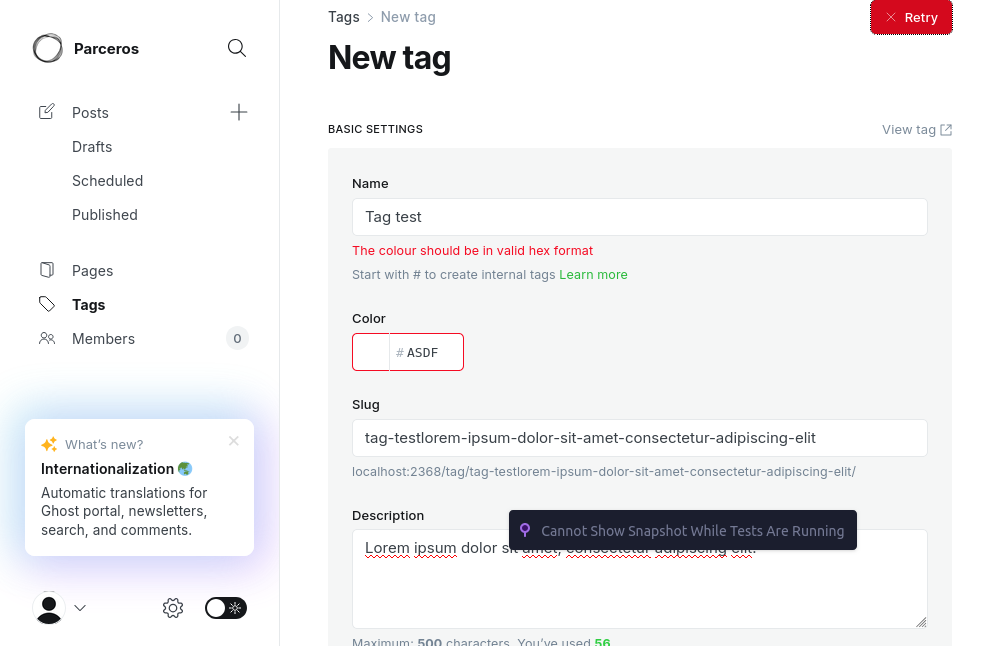 Tags > New tag
Retry
Parceros
New tag
Posts
Drafts
Scheduled
Published
Pages
Tags
Members 0
BASIC SETTINGS
View tag
Name
Tag test
The colour should be in valid hex format
Start with # to create internal tags Learn more
Color
# ASDF
Slug
tag-testlorem-ipsum-dolor-sit-amet-consectetur-adipiscing-elit
localhost:2368/tag/tag-testlorem-ipsum-dolor-sit-amet-consectetur-adipiscing-elit/
Description
Cannot Show Snapshot While Tests Are Running
Lorem ipsum dolor sit amet, consectetur adipiscing elit.
Maximum: 500 characters. You've used 56
What's new?
Internationalization
Automatic translations for
Ghost portal, newsletters,
search, and comments.